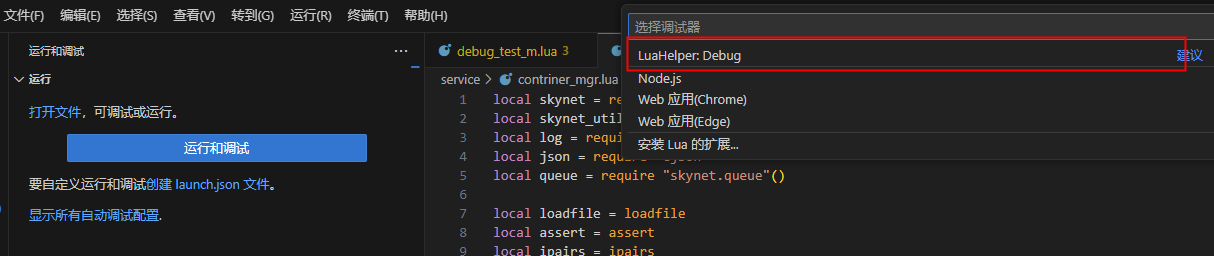 文件(F) 编辑(E) 选择(S) 查看(V) 转到(G) 运行(R) 终端(T) 帮助(H)
选择调试器
LuaHelper: Debug 建议
Node.js
Web 应用(Chrome)
Web 应用(Edge)
安装 Lua 的扩展...
运行和调试 ...
运行
打开文件，可调试或运行。
运行和调试
要自定义运行和调试创建 launch.json 文件。
显示所有自动调试配置.
debug_test_m.lua 3
service > contriner_mgr.lua
1 local skynet = re
2 local skynet_util
3 local log = requi
4 local json = require "cjson"
5 local queue = require "skynet.queue"()
6
7 local loadfile = loadfile
8 local assert = assert
9 local ipairs = ipairs